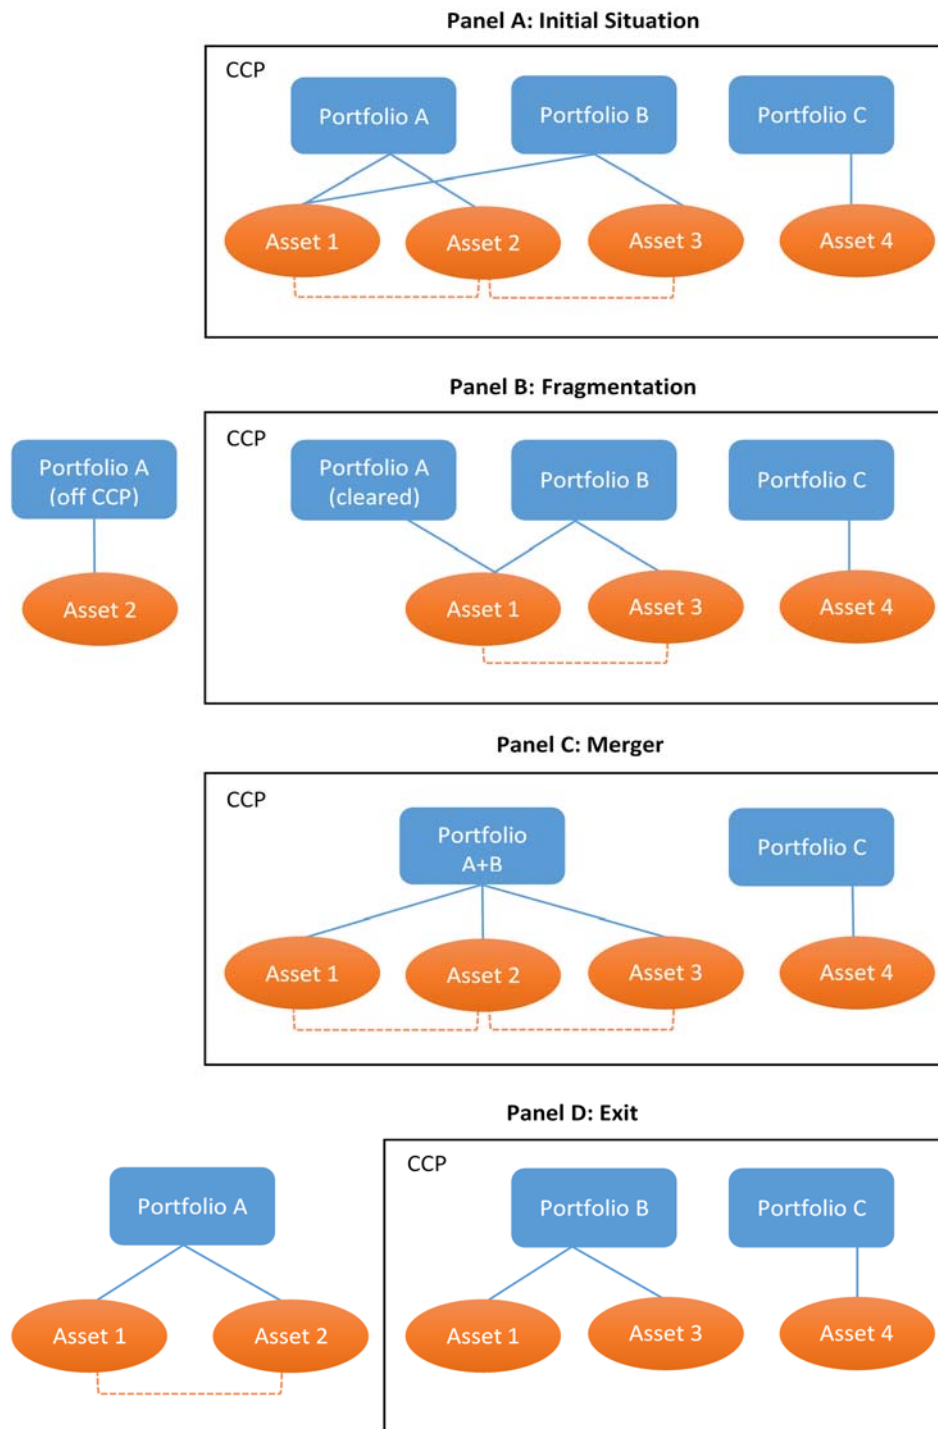 Panel A: Initial Situation
CCP
Portfolio A
Portfolio B
Portfolio C
Asset 1
Asset 2
Asset 3
Asset 4
Panel B: Fragmentation
CCP
Portfolio A
(off CCP)
Portfolio A
(cleared)
Portfolio B
Portfolio C
Asset 2
Asset 1
Asset 3
Asset 4
Panel C: Merger
CCP
Portfolio
A+B
Portfolio C
Asset 1
Asset 2
Asset 3
Asset 4
Panel D: Exit
CCP
Portfolio A
Portfolio B
Portfolio C
Asset 1
Asset 2
Asset 1
Asset 3
Asset 4